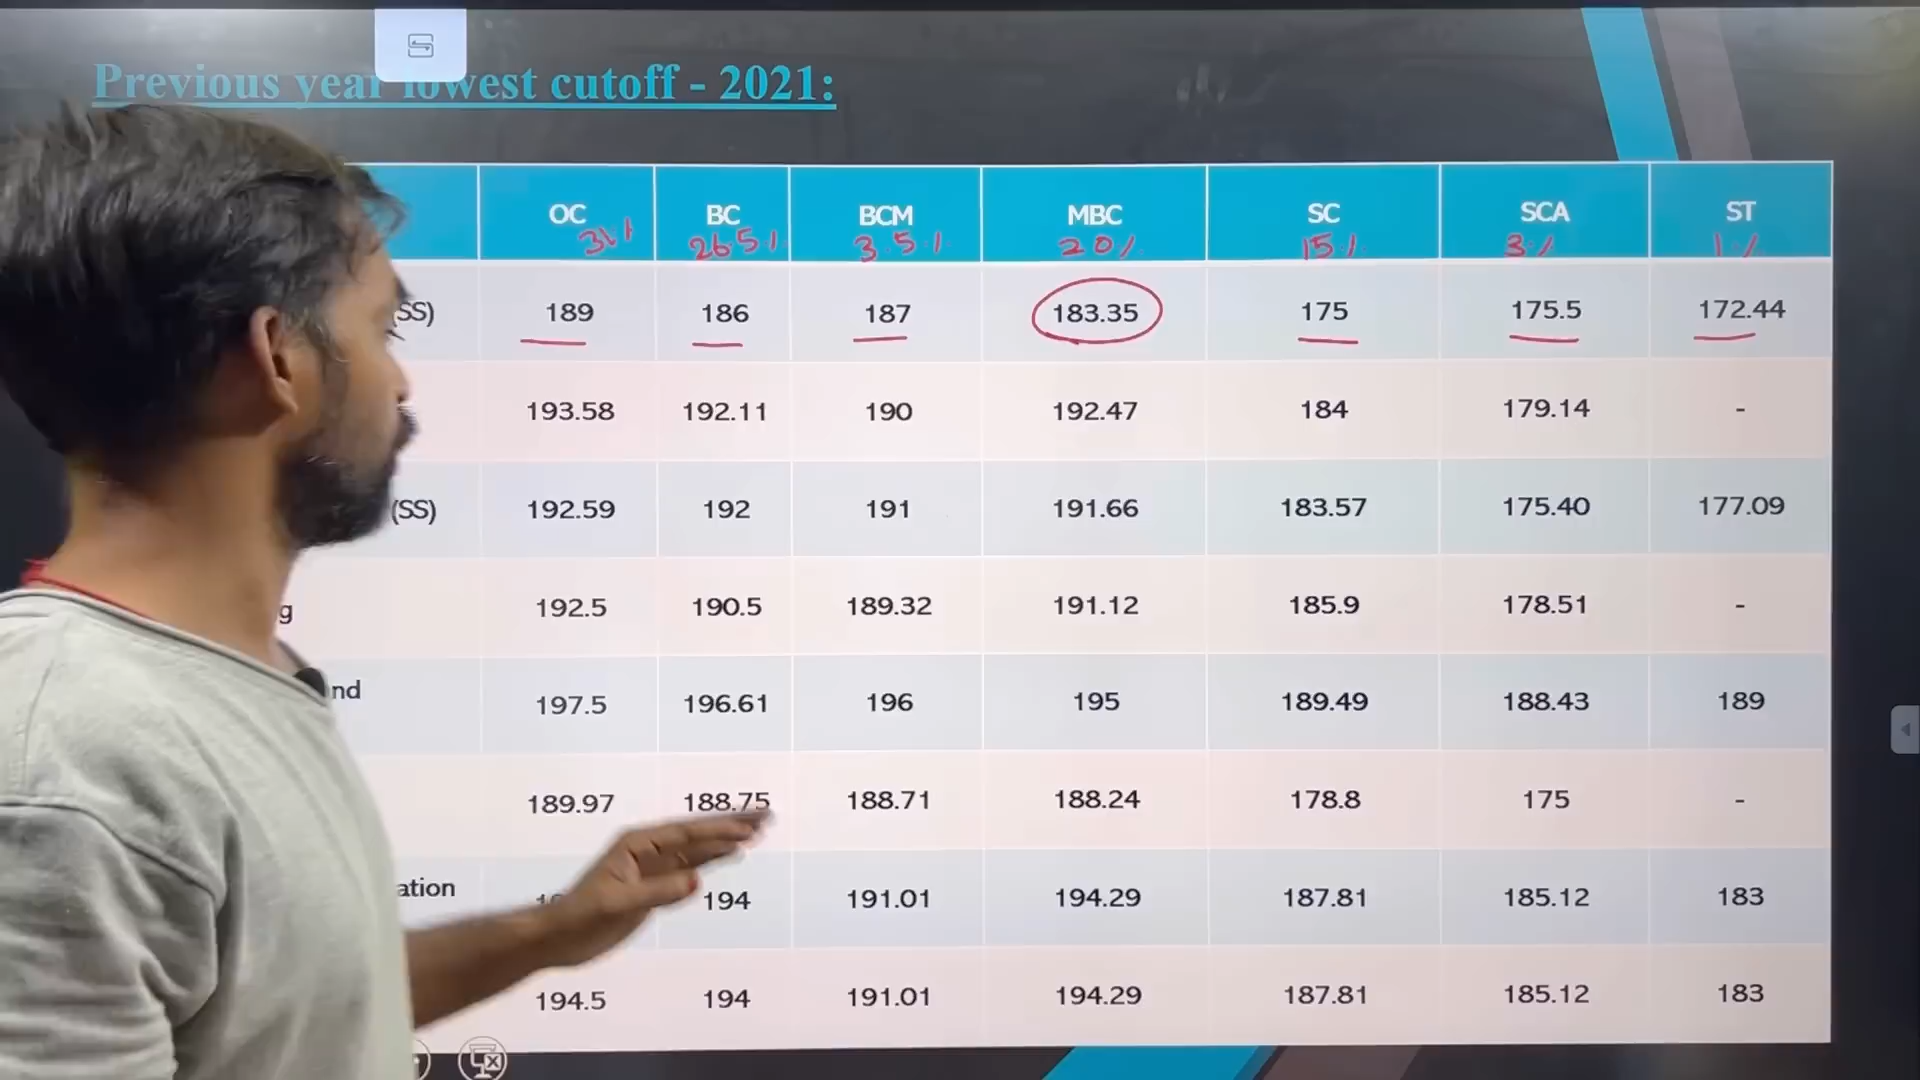 Previous year lowest cutoff - 2021:
OC BC BCM MBC SC SCA ST
31% 26.5% 3.5% 20% 15% 3% 1%
(SS) 189 186 187 183.35 175 175.5 172.44
193.58 192.11 190 192.47 184 179.14 -
(SS) 192.59 192 191 191.66 183.57 175.40 177.09
g 192.5 190.5 189.32 191.12 185.9 178.51 -
nd 197.5 196.61 196 195 189.49 188.43 189
189.97 188.75 188.71 188.24 178.8 175 -
ation 194 191.01 194.29 187.81 185.12 183
194.5 194 191.01 194.29 187.81 185.12 183